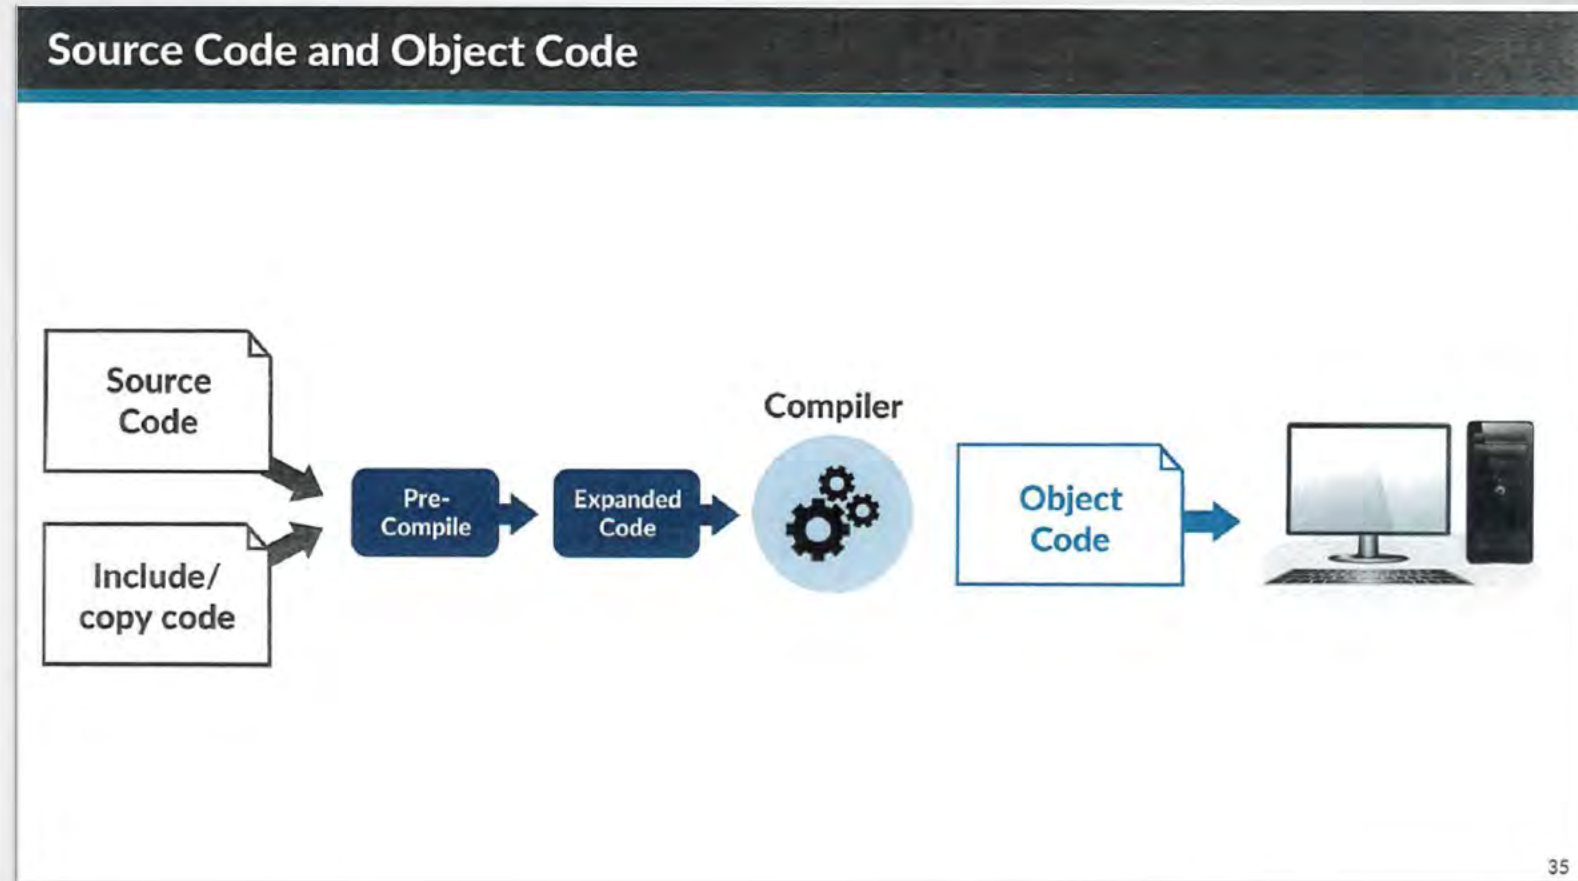 Source Code and Object Code
Source
Code
Include/
copy code
Pre-
Compile
Expanded
Code
Compiler
Object
Code
35